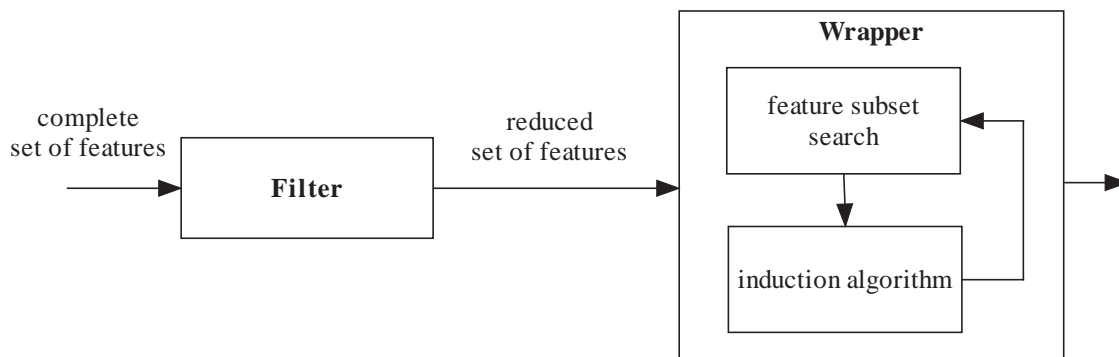 complete
set of features
Filter
reduced
set of features
Wrapper
feature subset
search
induction algorithm